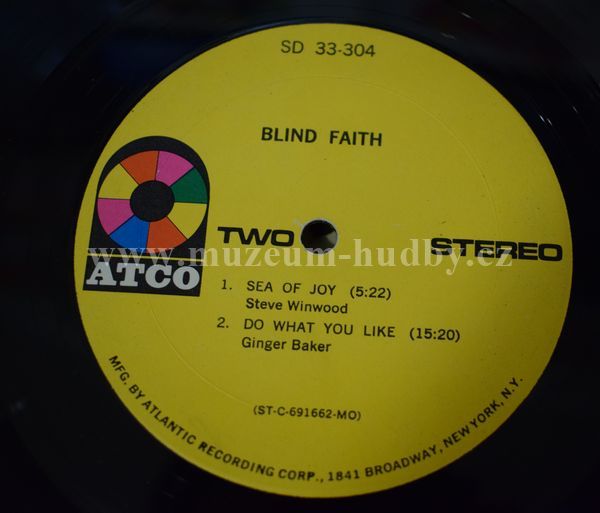 SD 33-304
BLIND FAITH
ATCO
TWO
STEREO
www.muzeum-hudby.cz
1. SEA OF JOY (5:22)
Steve Winwood
2. DO WHAT YOU LIKE (15:20)
Ginger Baker
(ST-C-691662-MO)
MFG. BY ATLANTIC RECORDING CORP., 1841 BROADWAY, NEW YORK, N.Y.